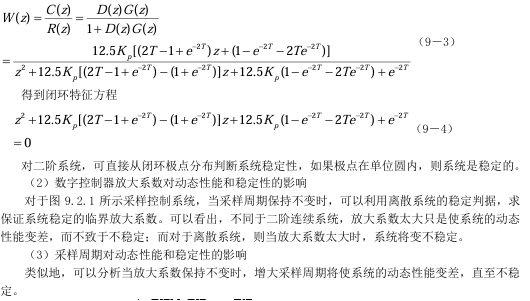 W(z) = C(z)/R(z) = D(z)G(z)/(1+D(z)G(z))
= 12.5Kp[(2T−1+e^−2T)z+(1−e^−2T−2Te^−2T)]/(z²+12.5Kp[(2T−1+e^−2T)−(1+e^−2T)]z+12.5Kp(1−e^−2T−2Te^−2T)+e^−2T) （9－3）
得到闭环特征方程
z²+12.5Kp[(2T−1+e^−2T)−(1+e^−2T)]z+12.5Kp(1−e^−2T−2Te^−2T)+e^−2T （9－4）
=0
对二阶系统，可直接从闭环极点分布判断系统稳定性，如果极点在单位圆内，则系统是稳定的。
（2）数字控制器放大系数对动态性能和稳定性的影响
对于图 9.2.1 所示采样控制系统，当采样周期保持不变时，可以利用离散系统的稳定判据，求
保证系统稳定的临界放大系数。可以看出，不同于二阶连续系统，放大系数太大只是使系统的动态
性能变差，而不致于不稳定；而对于离散系统，则当放大系数太大时，系统将变不稳定。
（3）采样周期对动态性能和稳定性的影响
类似地，可以分析当放大系数保持不变时，增大采样周期将使系统的动态性能变差，直至不稳
定。